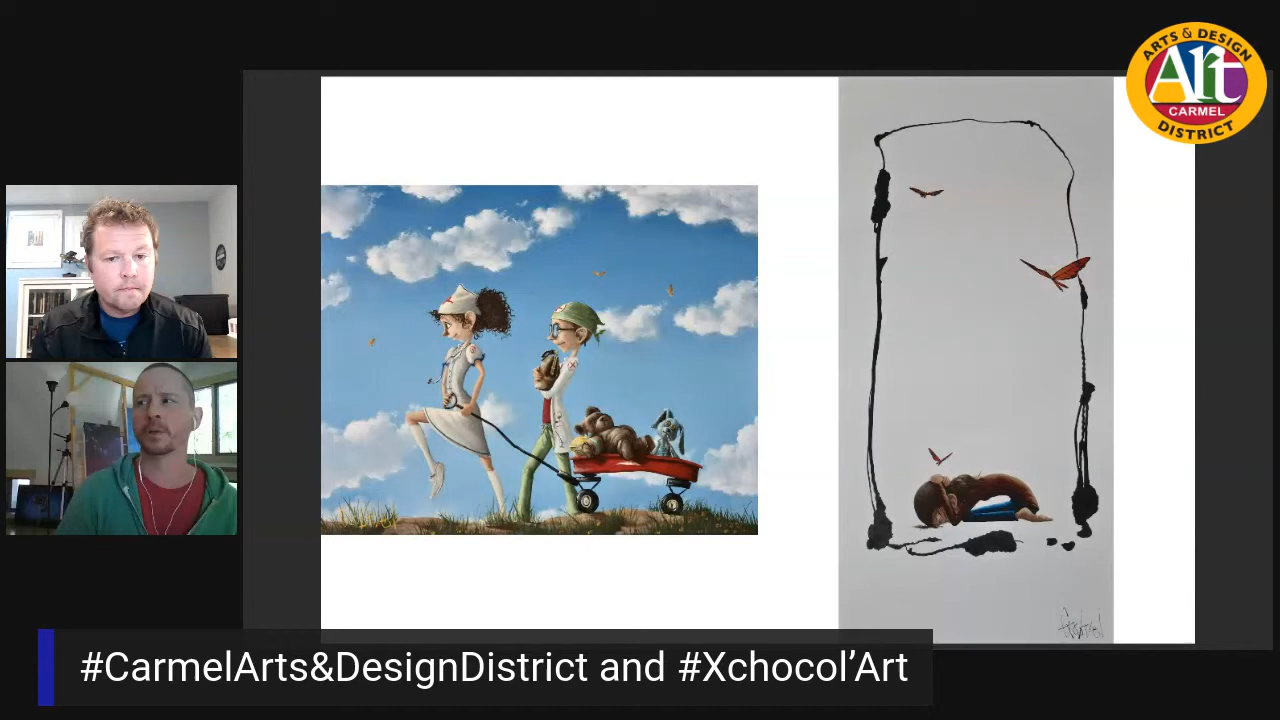 ARTS & DESIGN
Art
CARMEL
DISTRICT
#CarmelArts&DesignDistrict and #Xchocol’Art